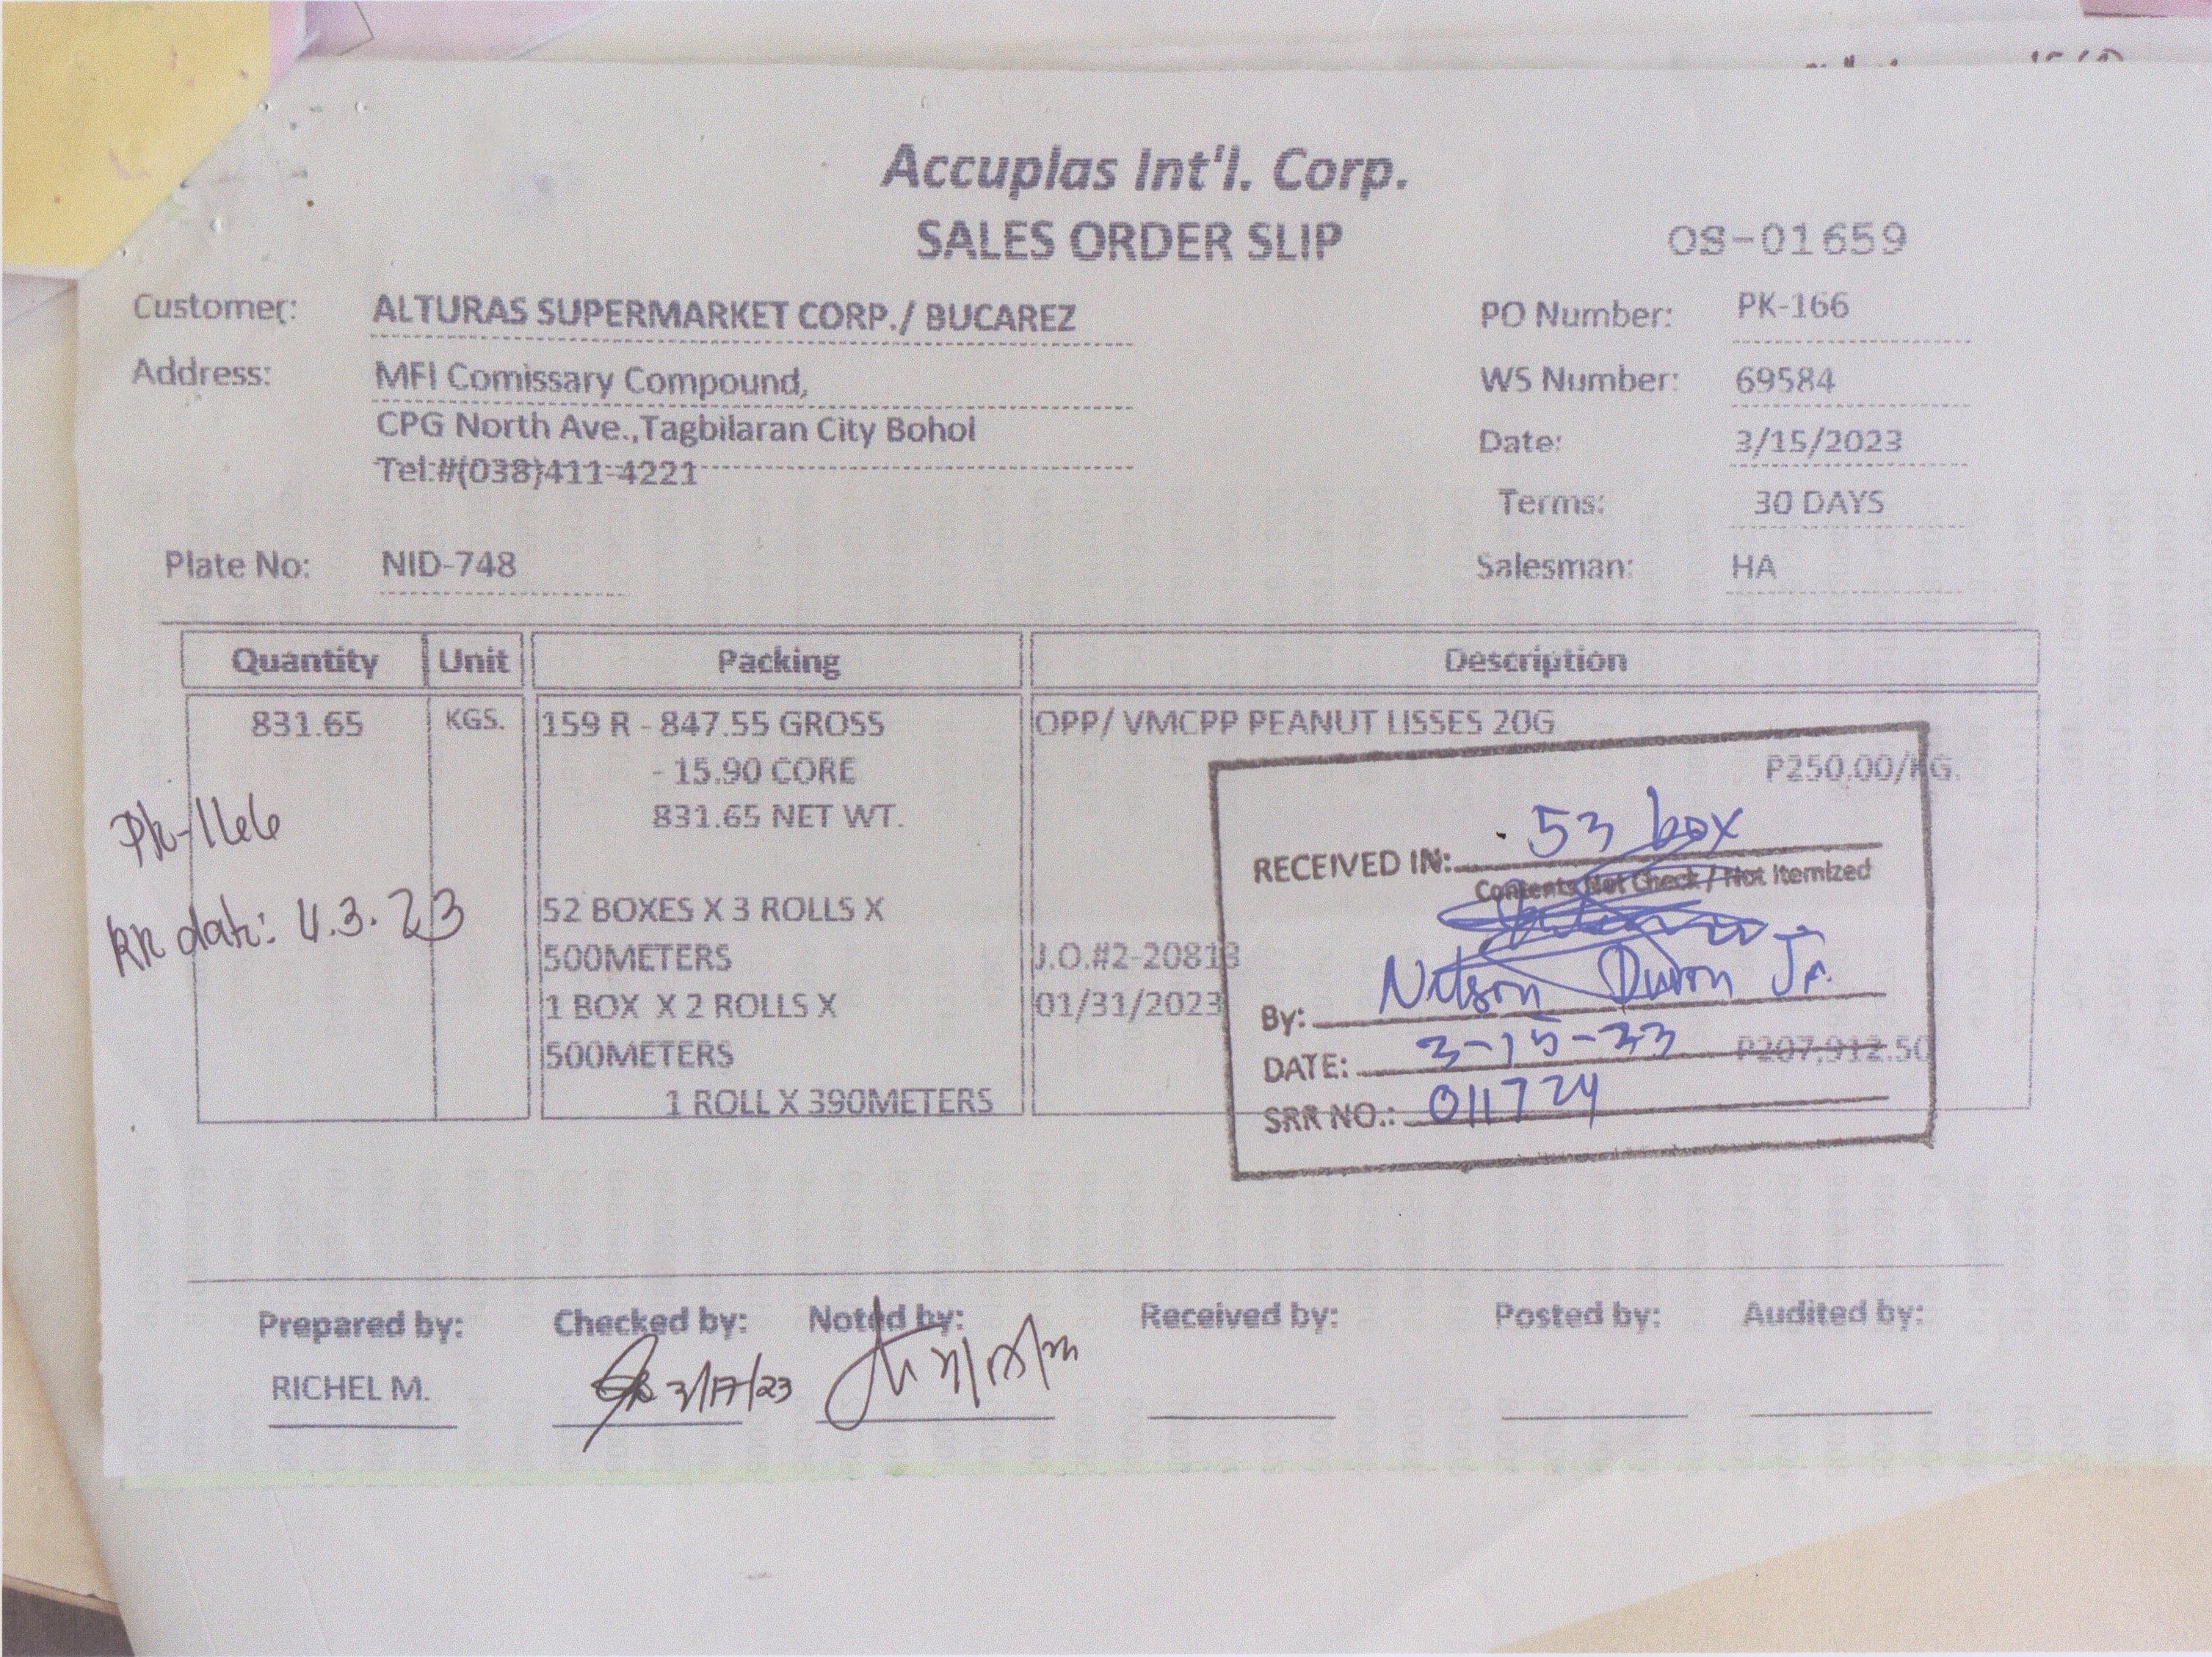 Accuplas Int'l. Corp.
SALES ORDER SLIP
OS-01659
Customer: ALTURAS SUPERMARKET CORP./ BUCAREZ
PO Number: PK-166
Address: MFI Comissary Compound,
WS Number: 69584
CPG North Ave.,Tagbilaran City Bohol
Date: 3/15/2023
Tel.#(038)411-4221
Terms: 30 DAYS
Plate No: NID-748
Salesman: HA
Quantity Unit Packing Description
831.65 KGS. 159 R - 847.55 GROSS OPP/ VMCPP PEANUT LISSES 20G
- 15.90 CORE P250.00/KG.
831.65 NET WT.
Pk-166
RR date: 4.3.23
52 BOXES X 3 ROLLS X
500METERS J.O.#2-20813
1 BOX X 2 ROLLS X 01/31/2023
500METERS P207,912.50
1 ROLL X 390METERS
RECEIVED IN: 53 box
Contents Not Check / Not Itemized
By: Nelson Jr.
DATE: 3-15-23
SRR NO.: 011724
Prepared by: Checked by: Noted by: Received by: Posted by: Audited by:
RICHEL M. 3/17/23